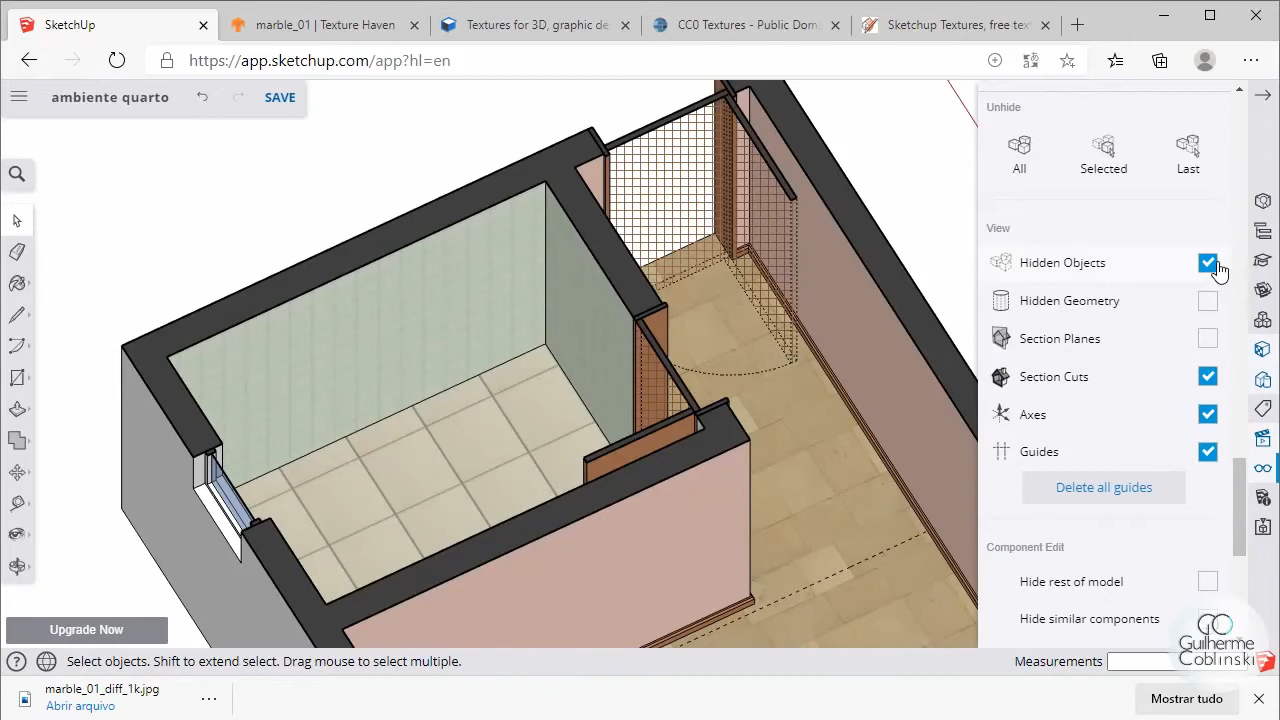 SketchUp
marble_01 | Texture Haven
Textures for 3D, graphic de
CC0 Textures - Public Dom
Sketchup Textures, free tex
https://app.sketchup.com/app?hl=en
ambiente quarto
SAVE
Unhide
All
Selected
Last
View
Hidden Objects
Hidden Geometry
Section Planes
Section Cuts
Axes
Guides
Delete all guides
Component Edit
Hide rest of model
Hide similar components
Upgrade Now
Guilherme
Coblinski
Select objects. Shift to extend select. Drag mouse to select multiple.
Measurements
marble_01_diff_1k.jpg
Abrir arquivo
Mostrar tudo